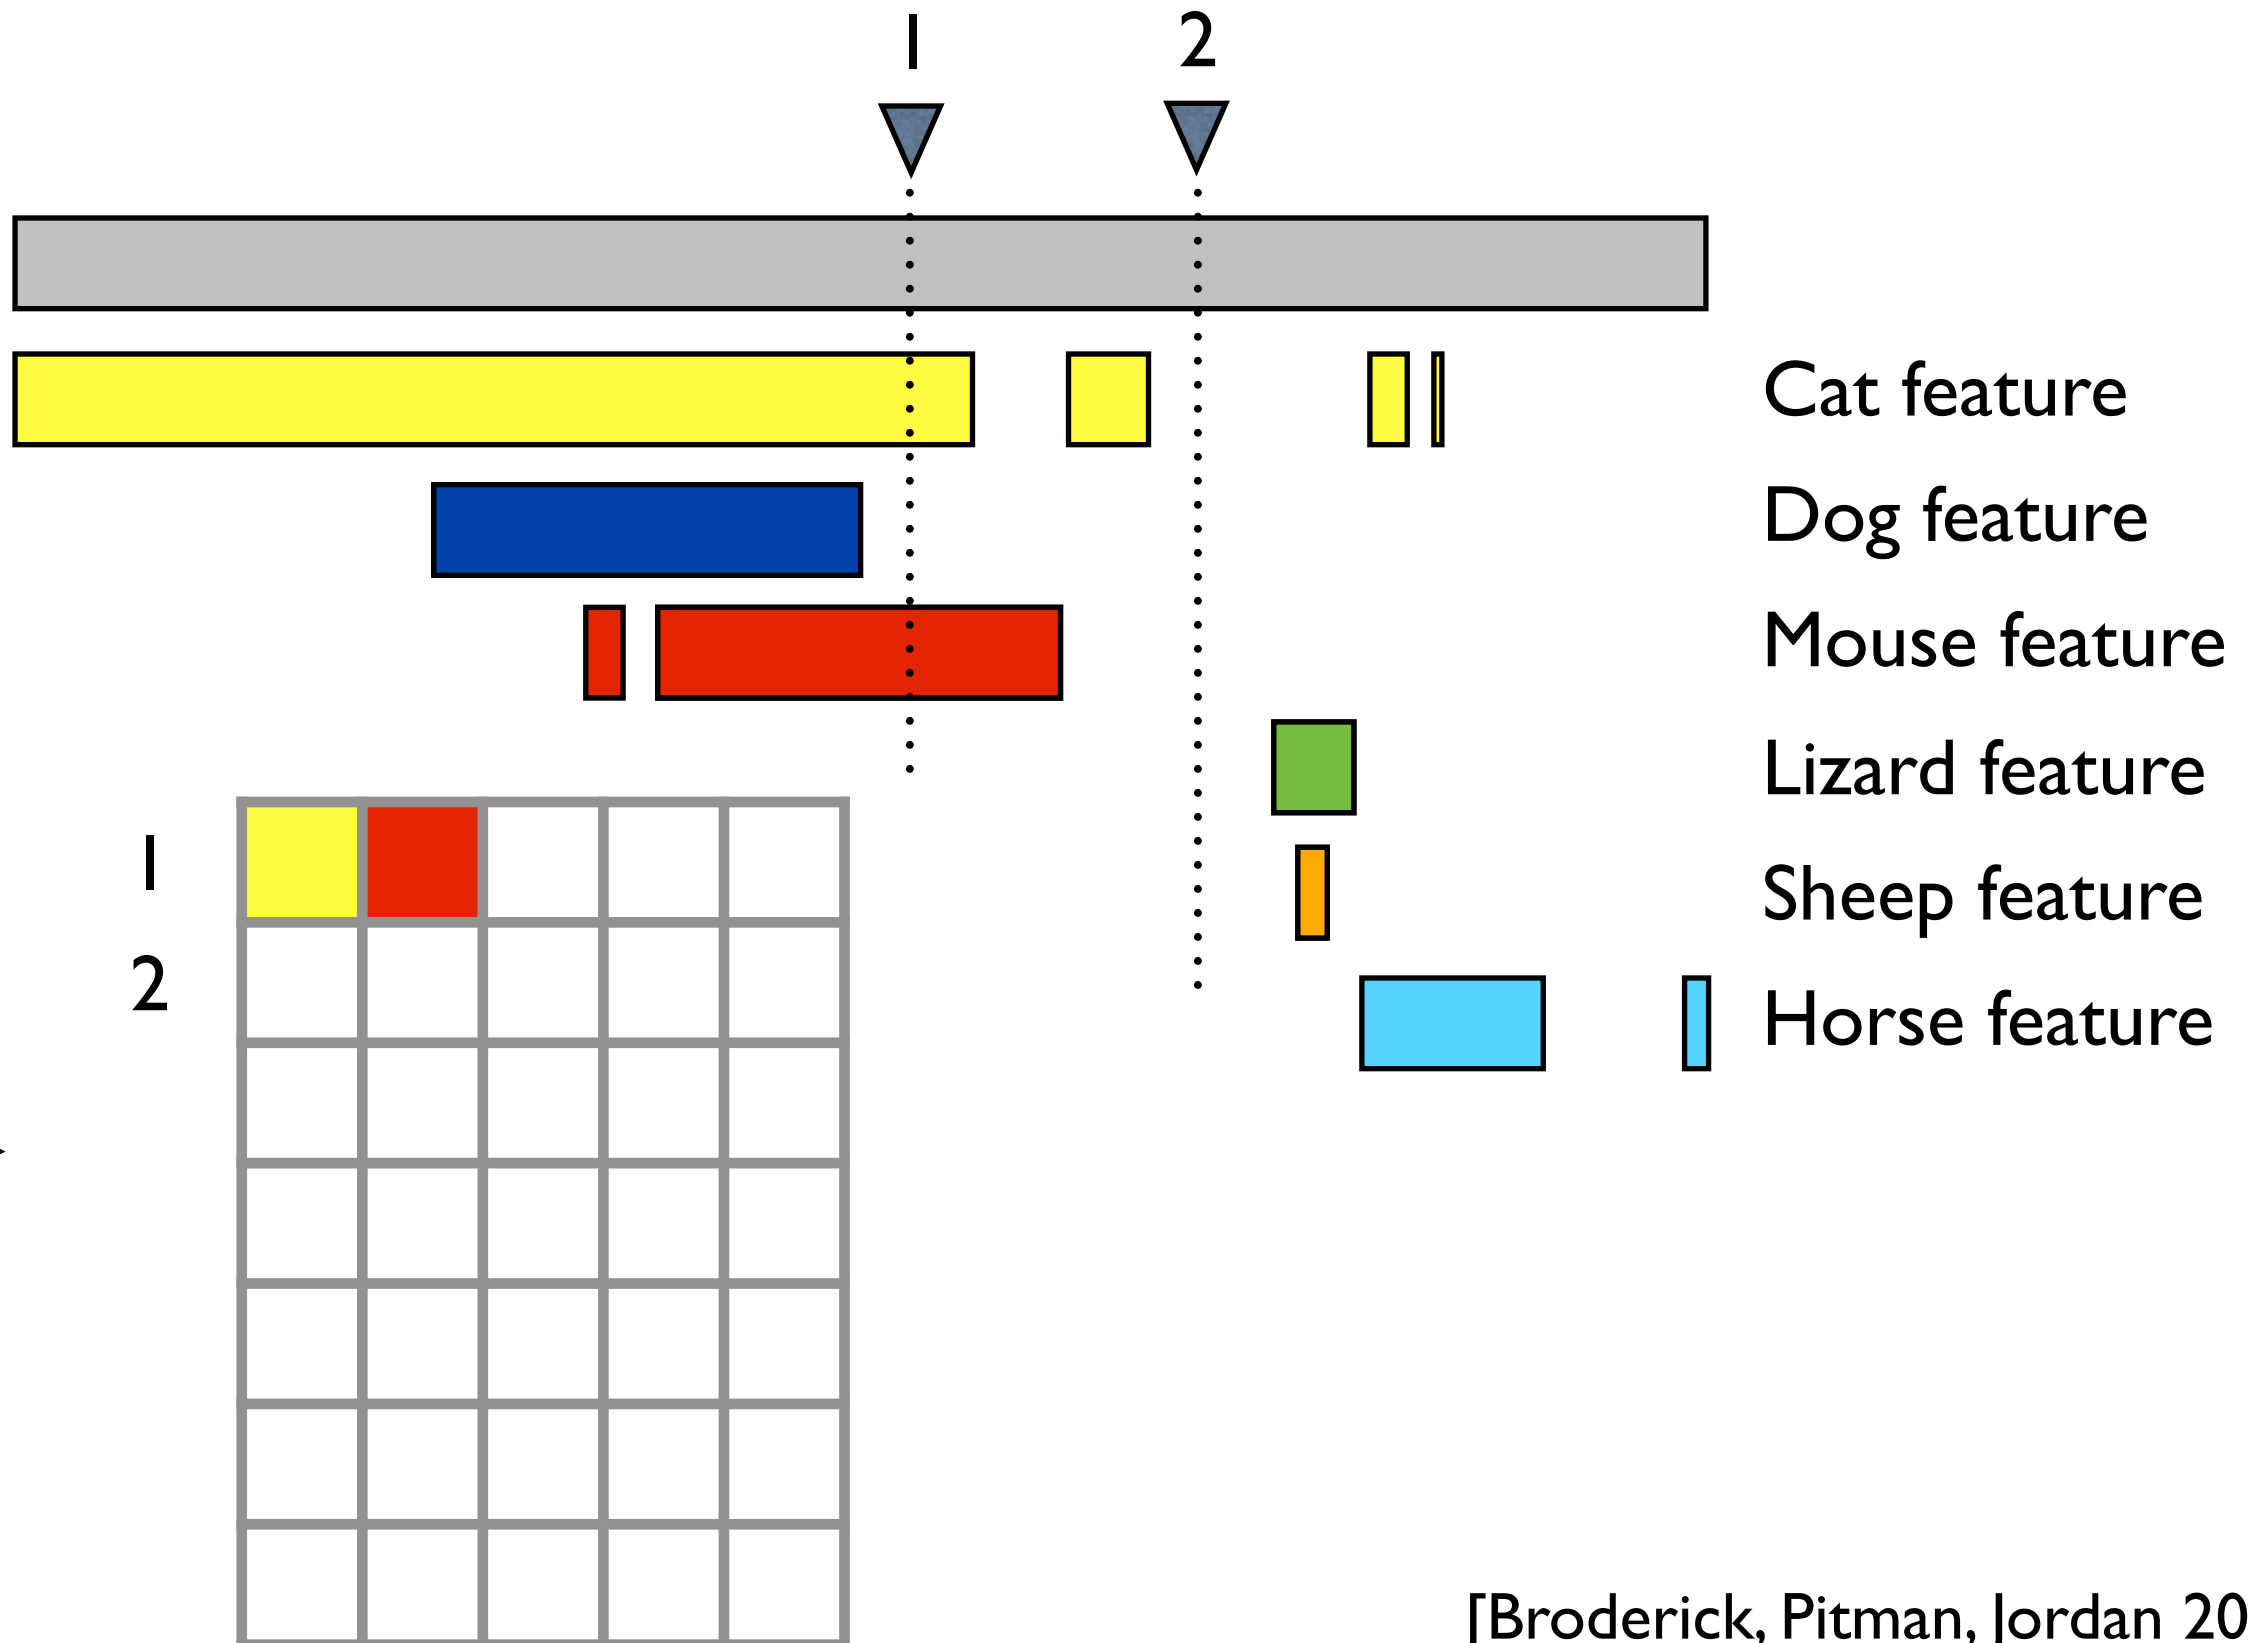 1 2
Cat feature
Dog feature
Mouse feature
Lizard feature
1
Sheep feature
2
Horse feature
[Broderick, Pitman, Jordan 20